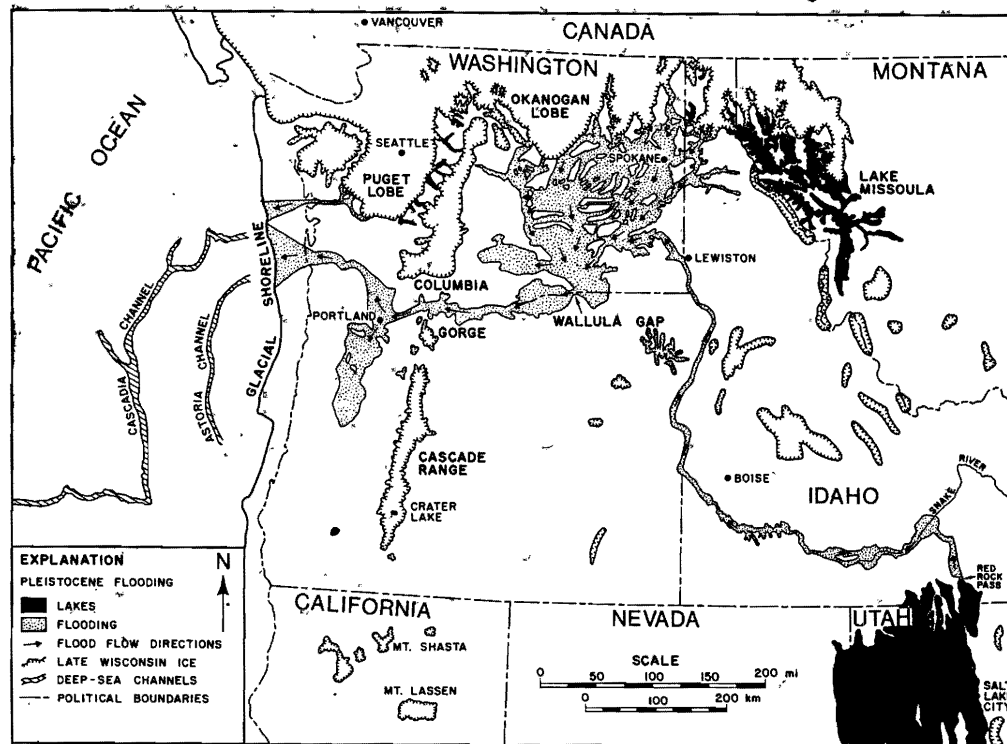 VANCOUVER
CANADA
WASHINGTON
MONTANA
OKANOGAN
LOBE
PACIFIC OCEAN
SEATTLE
SPOKANE
PUGET
LOBE
LAKE
MISSOULA
GLACIAL SHORELINE
LEWISTON
COLUMBIA
GORGE
PORTLAND
WALLULA GAP
CASCADIA CHANNEL
ASTORIA CHANNEL
CASCADE
RANGE
CRATER
LAKE
BOISE
IDAHO
SNAKE RIVER
RED
ROCK
PASS
EXPLANATION
N
PLEISTOCENE FLOODING
LAKES
FLOODING
FLOOD FLOW DIRECTIONS
LATE WISCONSIN ICE
DEEP-SEA CHANNELS
POLITICAL BOUNDARIES
CALIFORNIA
MT. SHASTA
MT. LASSEN
NEVADA
UTAH
SCALE
0 50 100 150 200 mi
0 100 200 km
SALT
LAKE
CITY